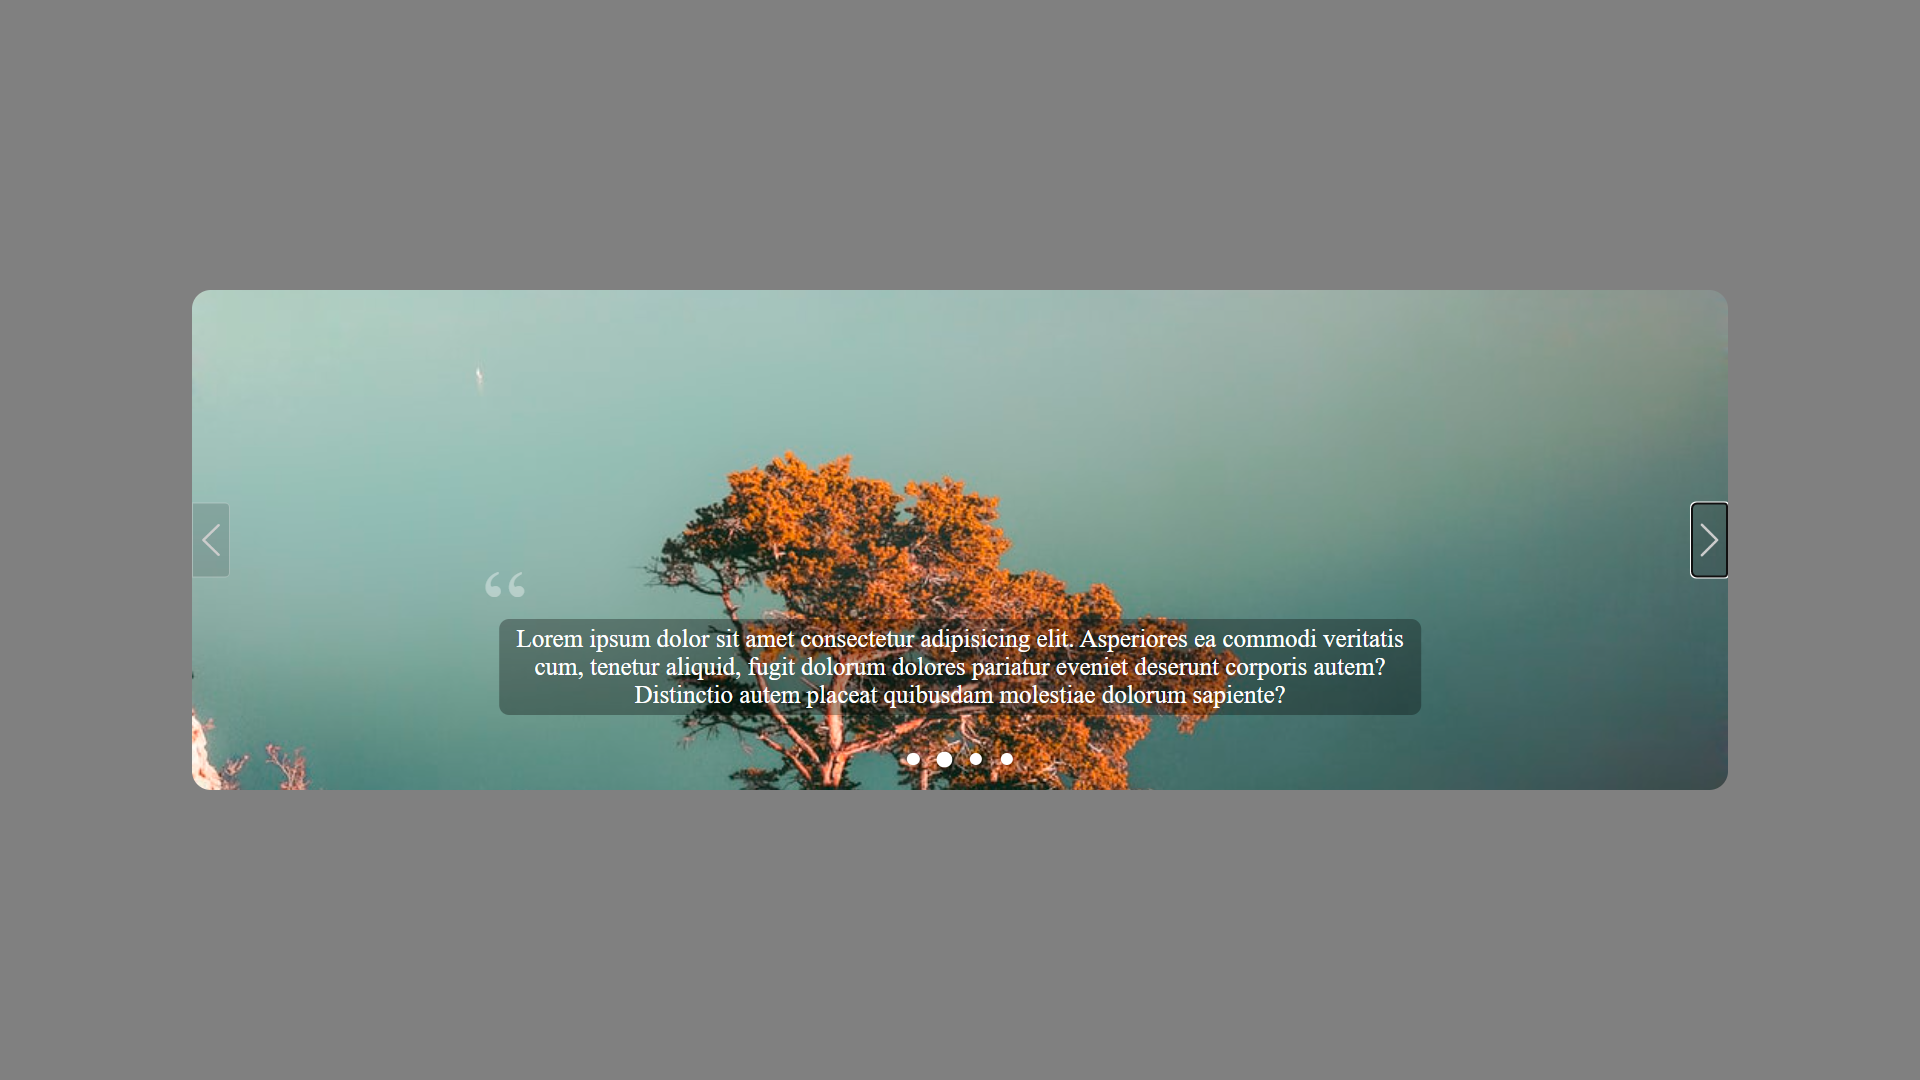 “
Lorem ipsum dolor sit amet consectetur adipisicing elit. Asperiores ea commodi veritatis
cum, tenetur aliquid, fugit dolorum dolores pariatur eveniet deserunt corporis autem?
Distinctio autem placeat quibusdam molestiae dolorum sapiente?